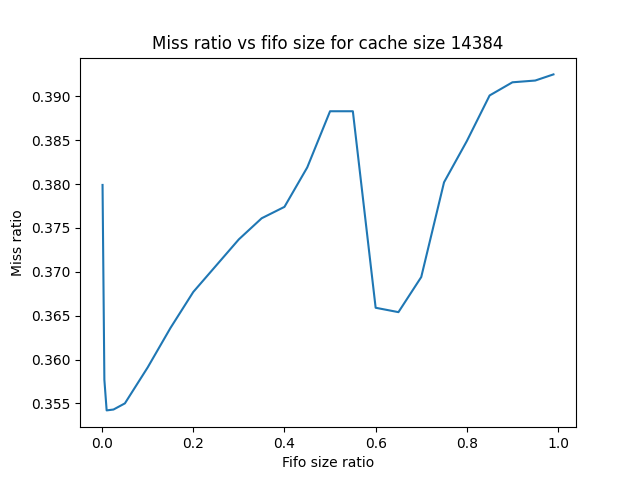 Miss ratio vs fifo size for cache size 14384
0.390
0.385
0.380
0.375
0.370
0.365
0.360
0.355
Miss ratio
0.0 0.2 0.4 0.6 0.8 1.0
Fifo size ratio